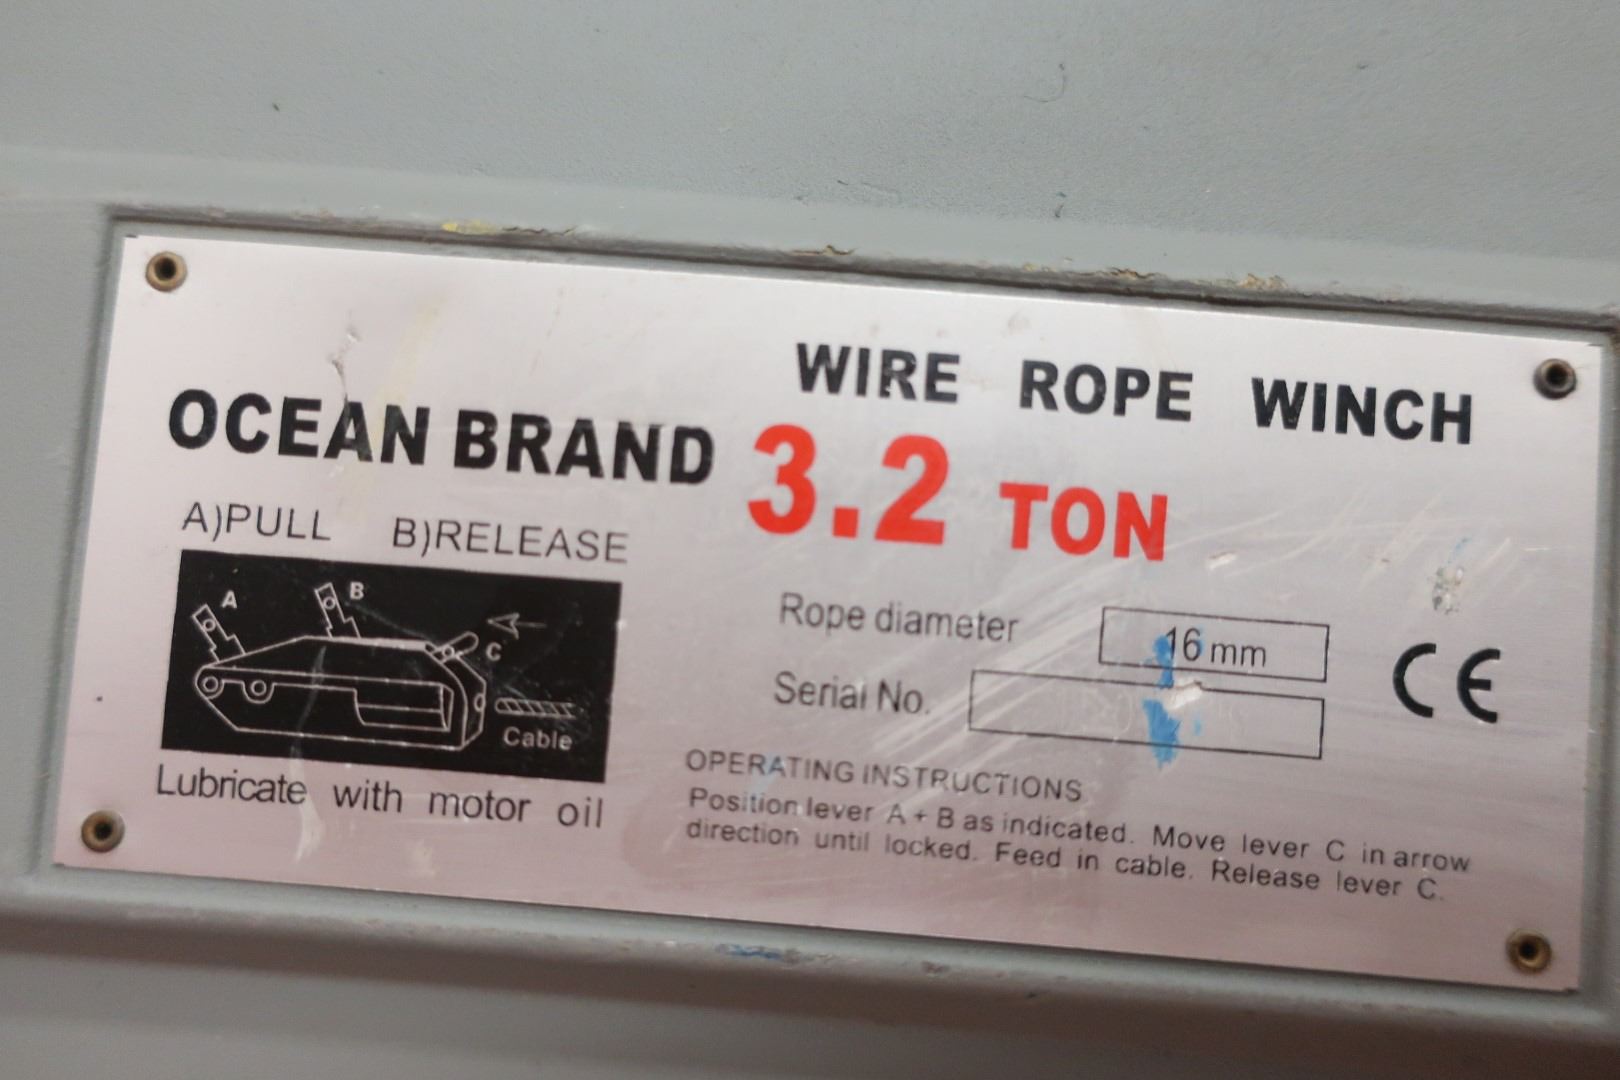 WIRE ROPE WINCH
OCEAN BRAND 3.2 TON
A)PULL B)RELEASE
A
B
C
Cable
Lubricate with motor oil
Rope diameter 16 mm
Serial No.
CE
OPERATING INSTRUCTIONS
Position lever A + B as indicated. Move lever C in arrow
direction until locked. Feed in cable. Release lever C.